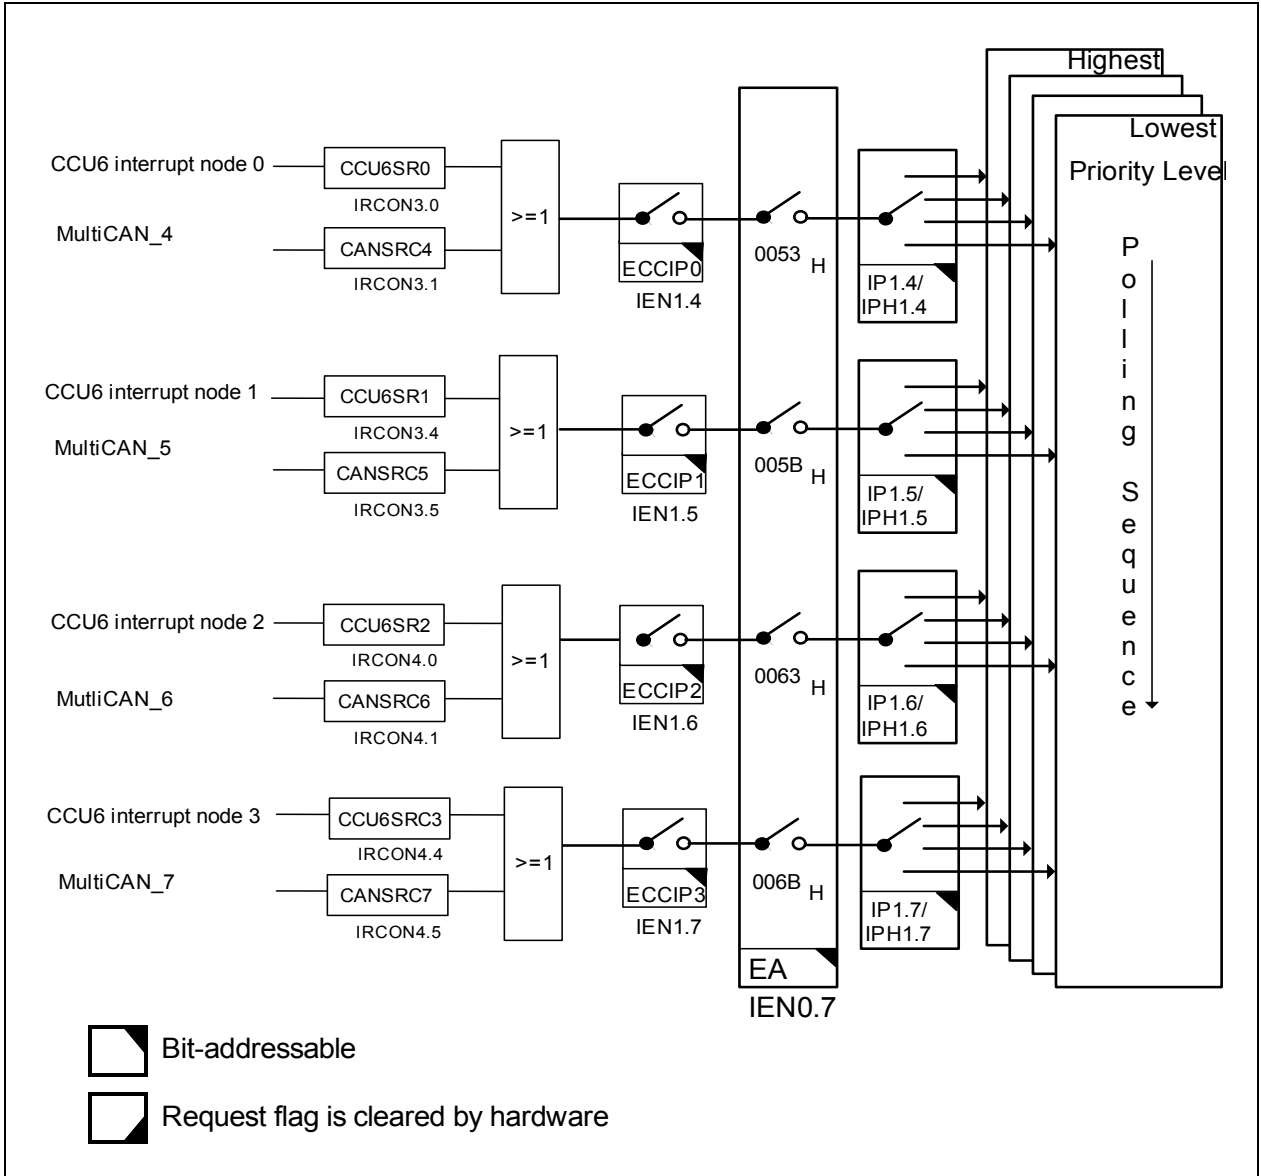 Highest
Lowest
Priority Level
Polling Sequence
CCU6 interrupt node 0
CCU6SR0
IRCON3.0
MultiCAN_4
CANSRC4
IRCON3.1
>=1
ECCIP0
IEN1.4
0053 H
IP1.4/
IPH1.4
CCU6 interrupt node 1
CCU6SR1
IRCON3.4
MultiCAN_5
CANSRC5
IRCON3.5
>=1
ECCIP1
IEN1.5
005B H
IP1.5/
IPH1.5
CCU6 interrupt node 2
CCU6SR2
IRCON4.0
MutliCAN_6
CANSRC6
IRCON4.1
>=1
ECCIP2
IEN1.6
0063 H
IP1.6/
IPH1.6
CCU6 interrupt node 3
CCU6SRC3
IRCON4.4
MultiCAN_7
CANSRC7
IRCON4.5
>=1
ECCIP3
IEN1.7
006B H
IP1.7/
IPH1.7
EA
IEN0.7
Bit-addressable
Request flag is cleared by hardware